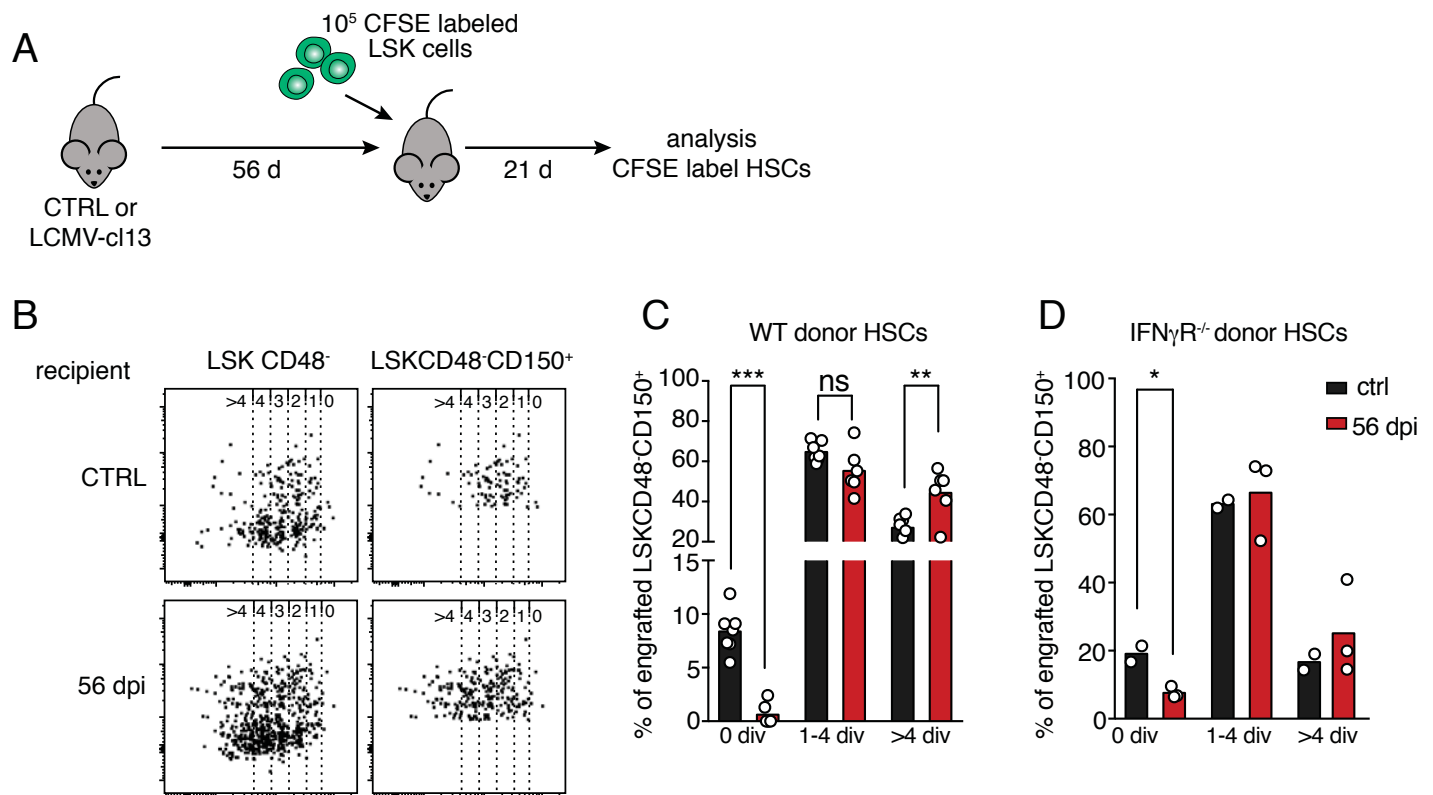 A
10⁵ CFSE labeled
LSK cells
56 d
21 d
analysis
CFSE label HSCs
CTRL or
LCMV-cl13
B
recipient
LSK CD48⁻
LSKCD48⁻CD150⁺
>4 4 3 2 1 0
>4 4 3 2 1 0
CTRL
>4 4 3 2 1 0
>4 4 3 2 1 0
56 dpi
C
WT donor HSCs
% of engrafted LSKCD48⁻CD150⁺
100
80
60
40
20
15
10
5
0
***
ns
**
0 div
1-4 div
>4 div
D
IFNγR⁻/⁻ donor HSCs
% of engrafted LSKCD48⁻CD150⁺
100
80
60
40
20
0
*
ctrl
56 dpi
0 div
1-4 div
>4 div